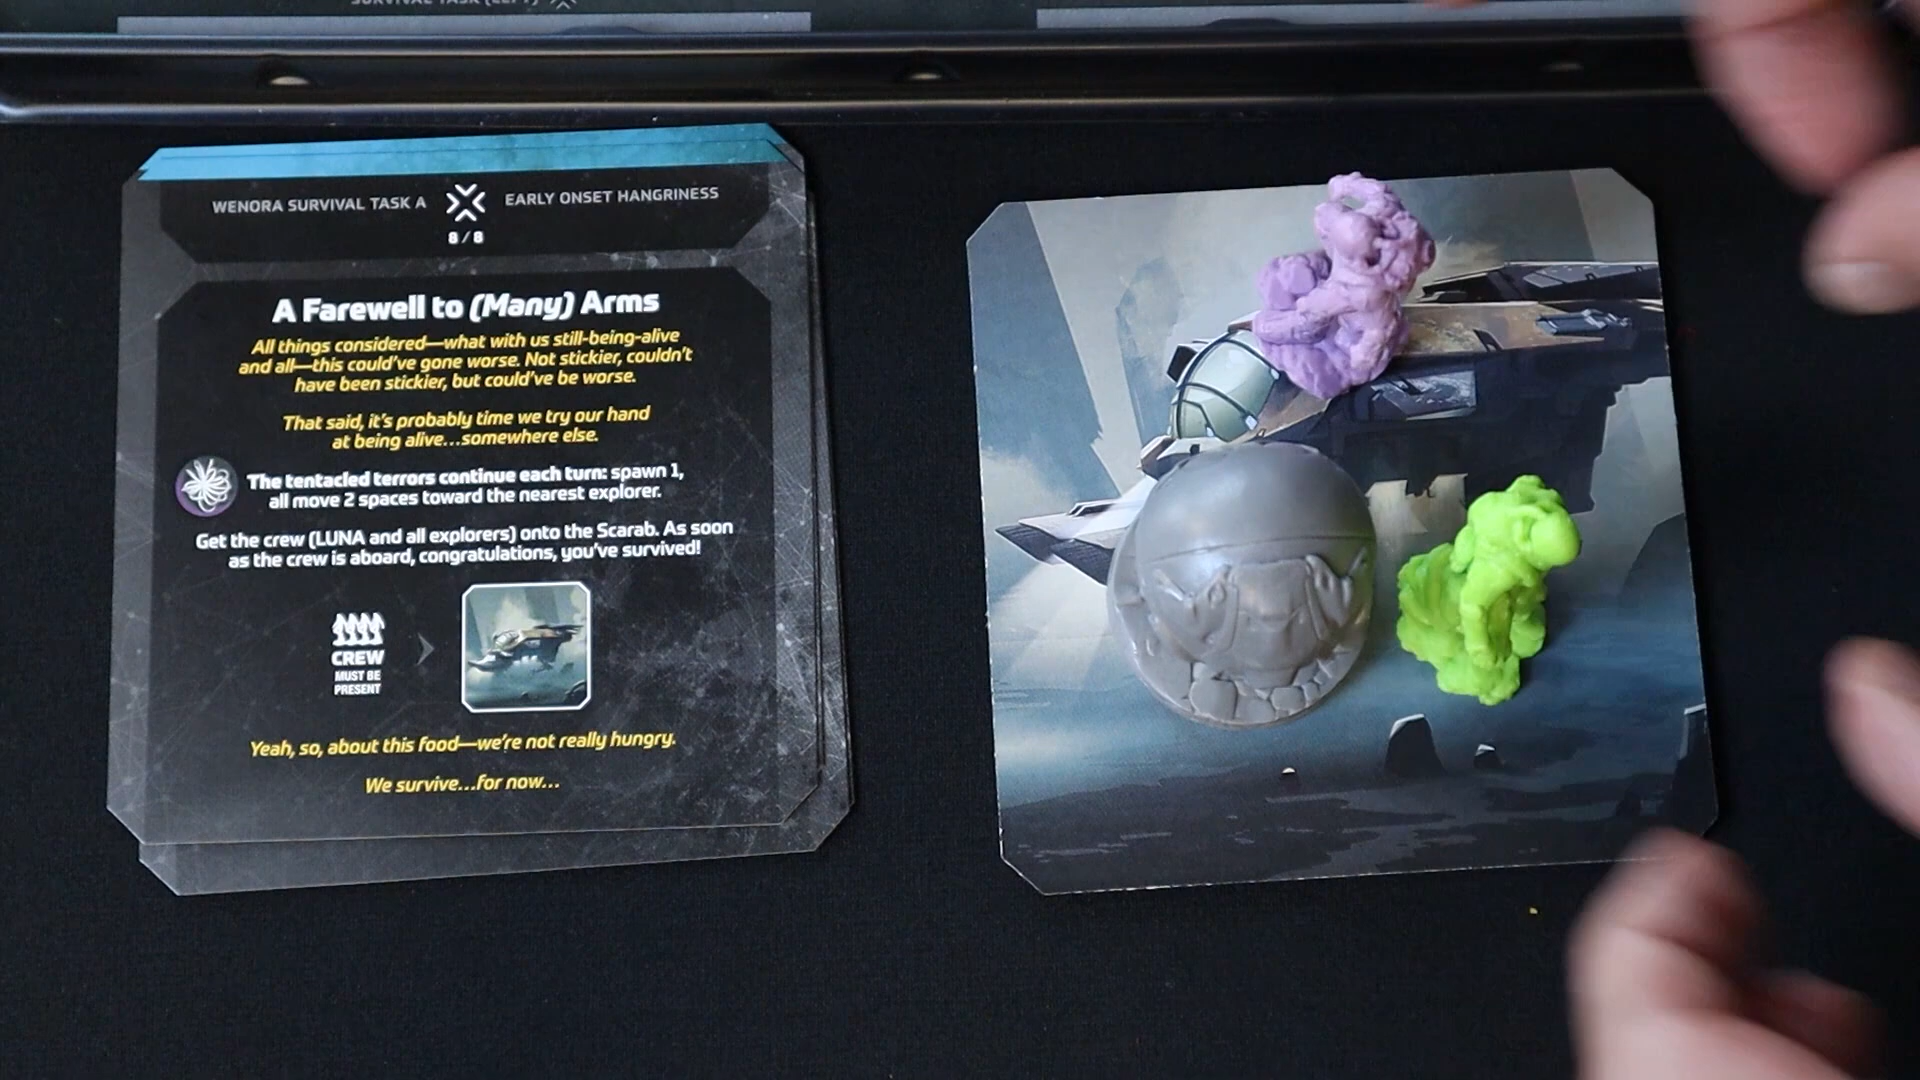 SURVIVAL TASK (LEFT)
WENORA SURVIVAL TASK A EARLY ONSET HANGRINESS
8/8
A Farewell to (Many) Arms
All things considered—what with us still-being-alive
and all—this could've gone worse. Not stickier, couldn't
have been stickier, but could've be worse.
That said, it's probably time we try our hand
at being alive...somewhere else.
The tentacled terrors continue each turn: spawn 1,
all move 2 spaces toward the nearest explorer.
Get the crew (LUNA and all explorers) onto the Scarab. As soon
as the crew is aboard, congratulations, you've survived!
CREW
MUST BE
PRESENT
Yeah, so, about this food—we're not really hungry.
We survive...for now...